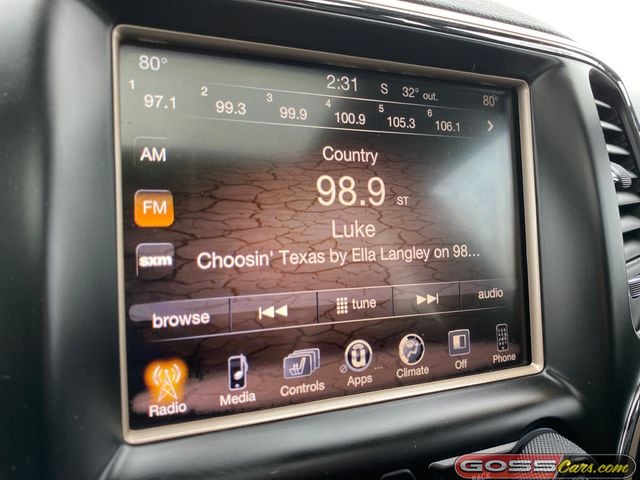 80° 2:31 S 32° out. 80°
1 97.1 2 99.3 3 99.9 4 100.9 5 105.3 6 106.1
AM
Country
FM
98.9 ST
Luke
sxm
Choosin' Texas by Ella Langley on 98...
browse tune audio
Radio Media Controls Apps ... Climate Off Phone
BACK
GOSSCars.com